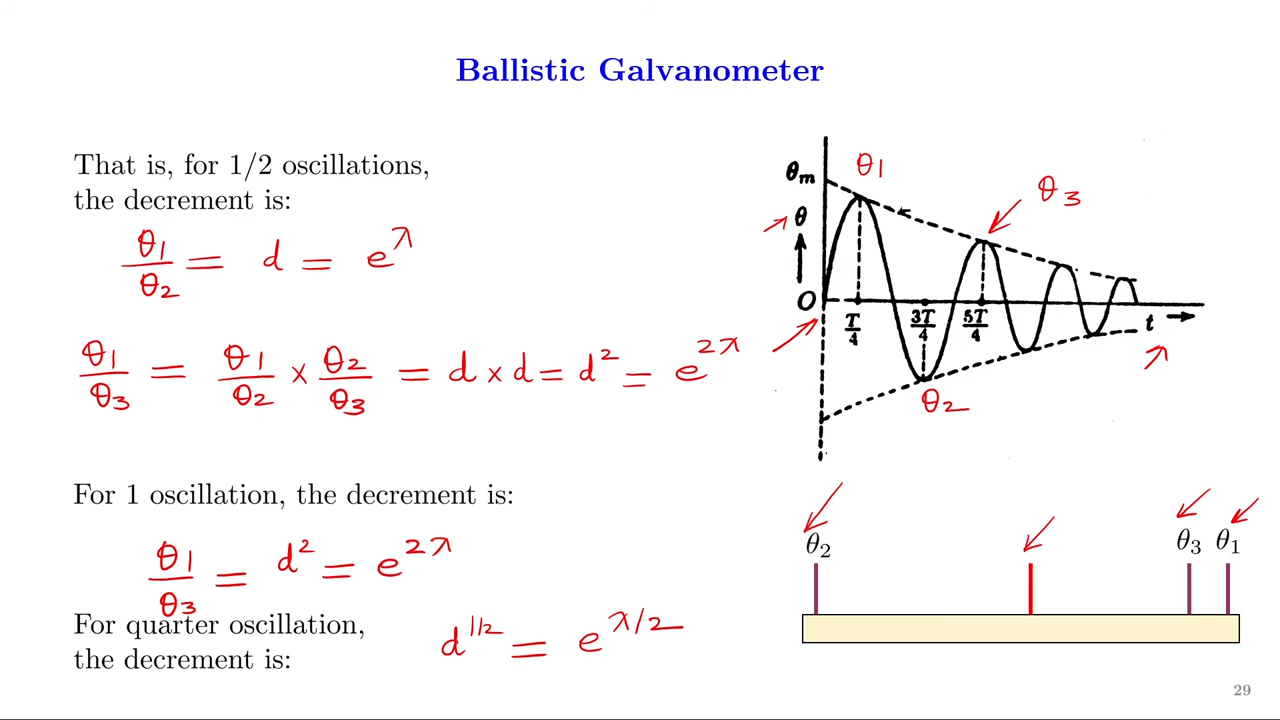 Ballistic Galvanometer
That is, for 1/2 oscillations,
the decrement is:
θ1/θ2 = d = e^λ
θ1/θ3 = θ1/θ2 × θ2/θ3 = d × d = d² = e^2λ
For 1 oscillation, the decrement is:
θ1/θ3 = d² = e^2λ
For quarter oscillation,
the decrement is:
d^1/2 = e^λ/2
θ1
θm
θ3
θ
O
T/4
3T/4
5T/4
t
θ2
θ2
θ3
θ1
29